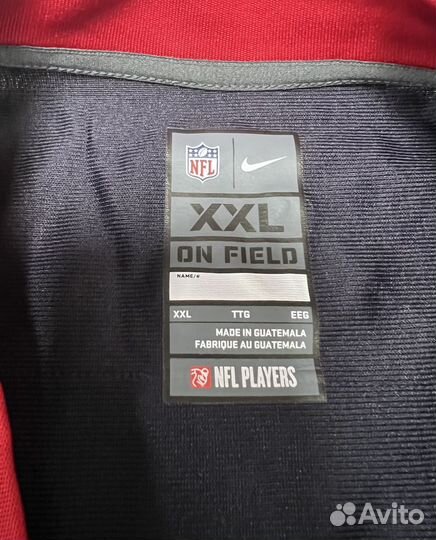 NFL
XXL
ON FIELD
NAME/#
XXL TTG EEG
MADE IN GUATEMALA
FABRIQUE AU GUATEMALA
NFL PLAYERS
Avito